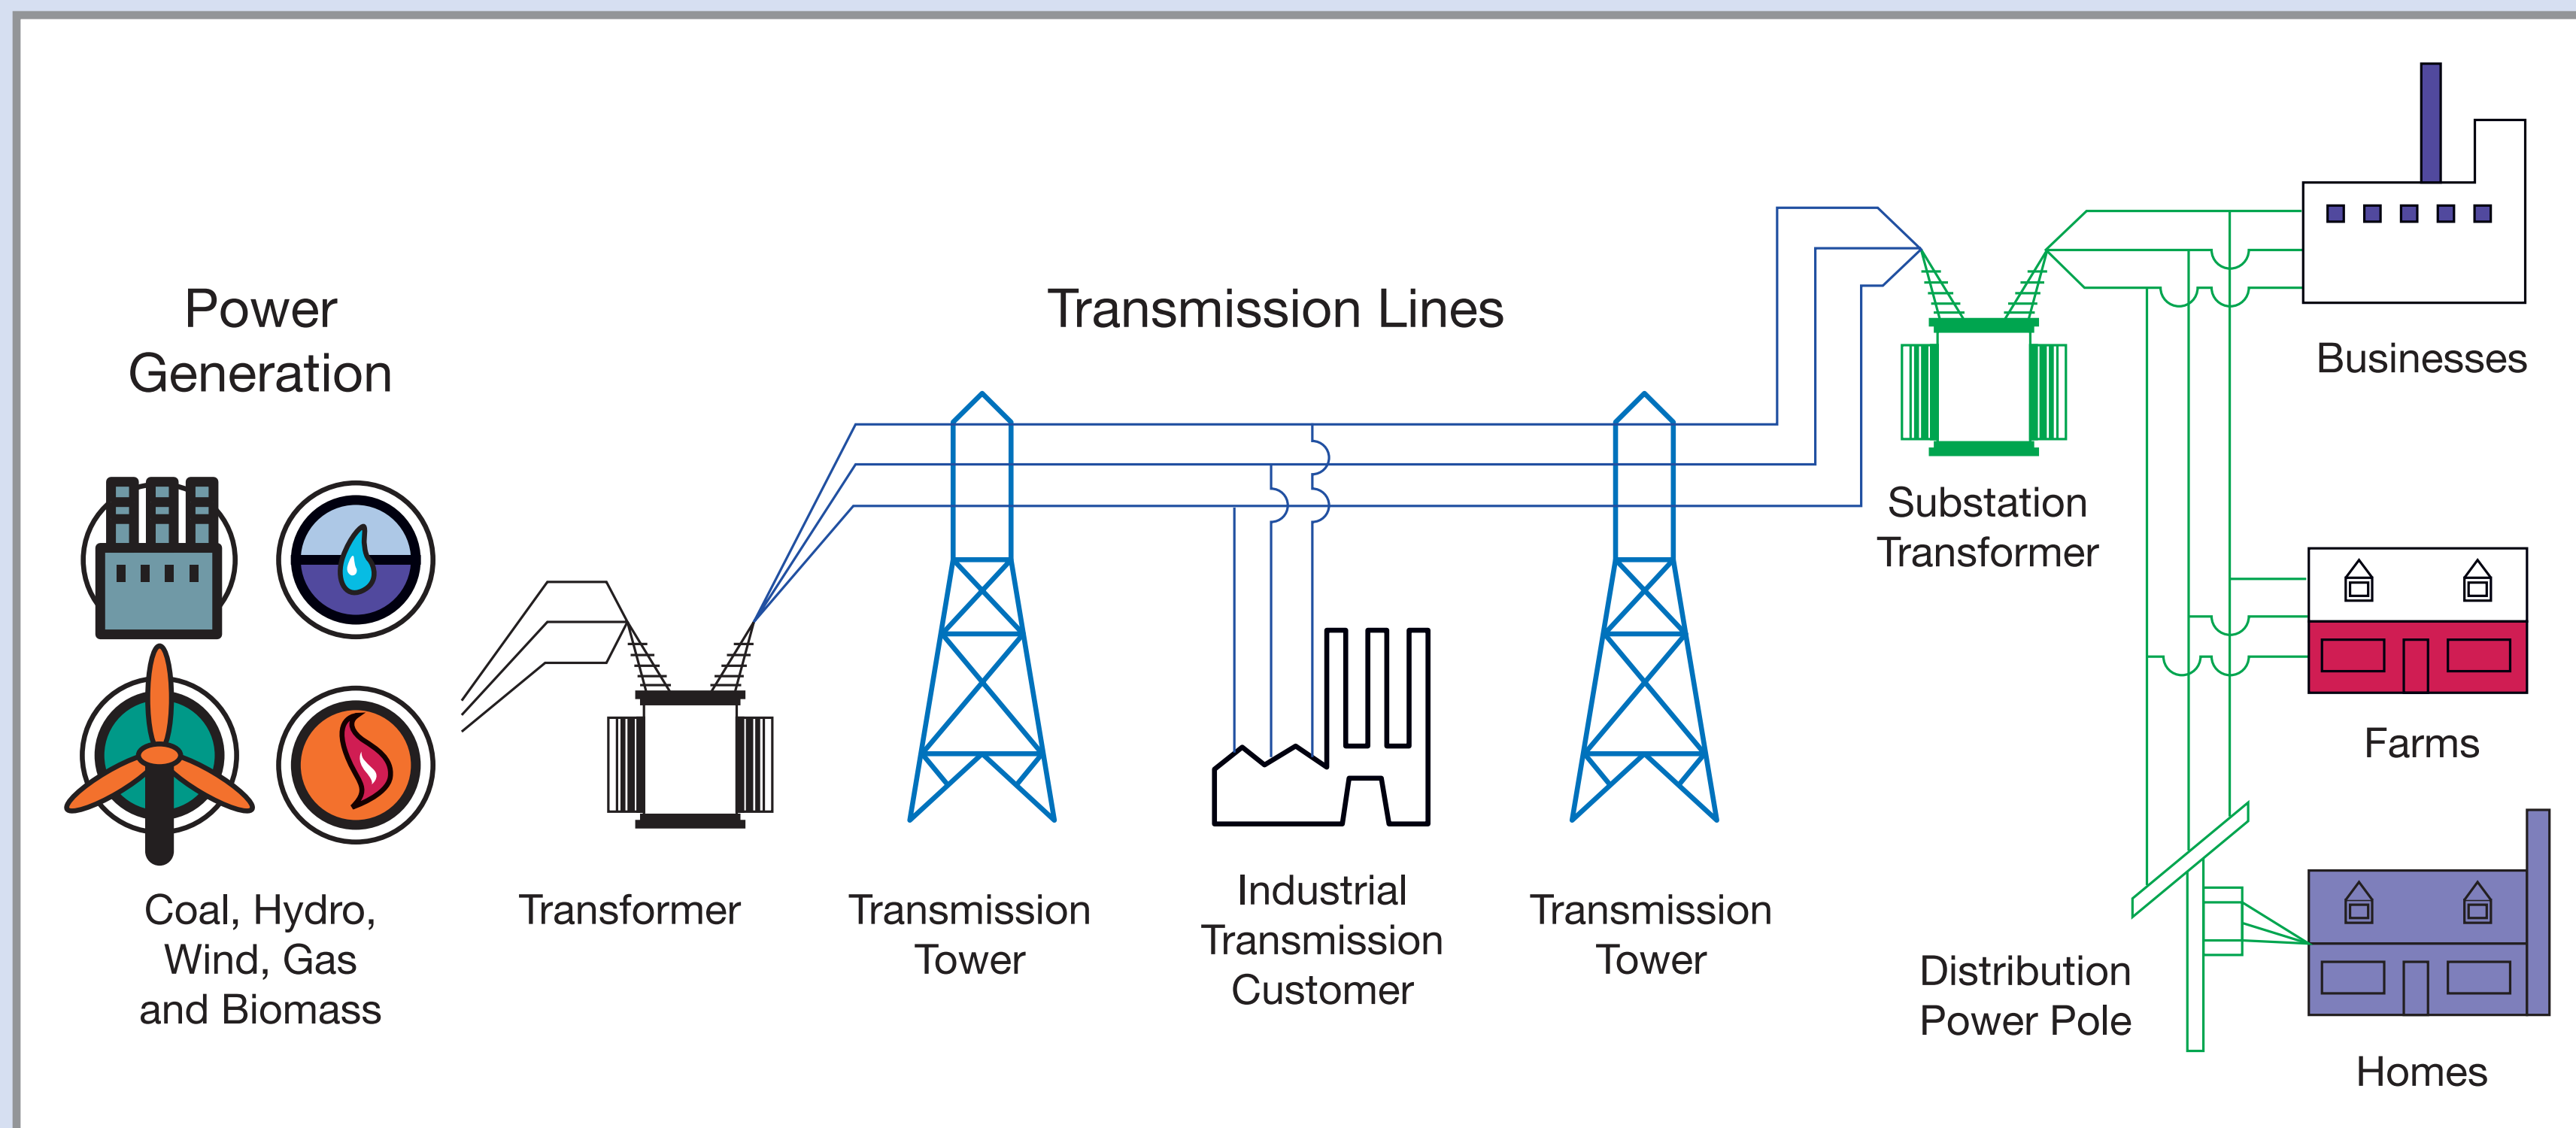 Power
Generation
Coal, Hydro,
Wind, Gas
and Biomass
Transformer
Transmission Lines
Transmission
Tower
Industrial
Transmission
Customer
Transmission
Tower
Substation
Transformer
Distribution
Power Pole
Businesses
Farms
Homes